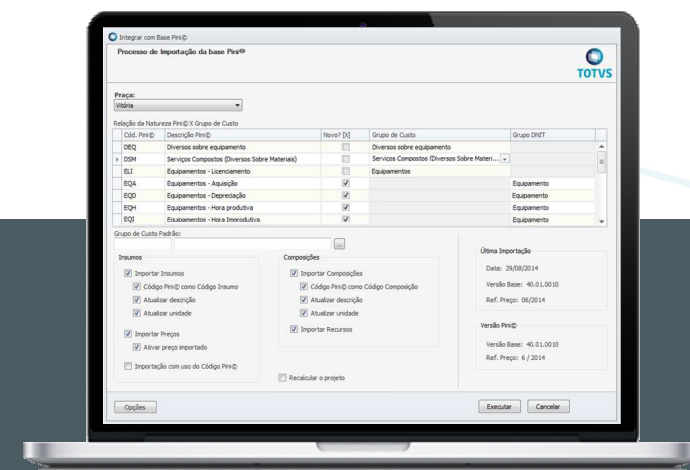 Integrar com Base Pini©
Processo de Importação da base Pini®
TOTVS
Praça:
Vitória
Relação da Natureza Pini© X Grupo de Custo
Cód. Pini© Descrição Pini© Novo? [X] Grupo de Custo Grupo DNIT
DEQ Diversos sobre equipamento Diversos sobre equipamento
DSM Serviços Compostos (Diversos Sobre Materiais) Servicos Compostos (Diversos Sobre Materi...
ELI Equipamentos - Licenciamento Equipamentos
EQA Equipamentos - Aquisição Equipamento
EQD Equipamentos - Depreciação Equipamento
EQH Equipamentos - Hora produtiva Equipamento
EQI Equipamentos - Hora Improdutiva Equipamento
Grupo de Custo Padrão:
...
Insumos
Importar Insumos
Código Pini© como Código Insumo
Atualizar descrição
Atualizar unidade
Importar Preços
Ativar preço importado
Importação com uso do Código Pini©
Composições
Importar Composições
Código Pini© como Código Composição
Atualizar descrição
Atualizar unidade
Importar Recursos
Recalcular o projeto
Última Importação
Data: 29/08/2014
Versão Base: 40.01.0010
Ref. Preço: 06/2014
Versão Pini©
Versão Base: 40.01.0010
Ref. Preço: 6 / 2014
Opções
Executar Cancelar